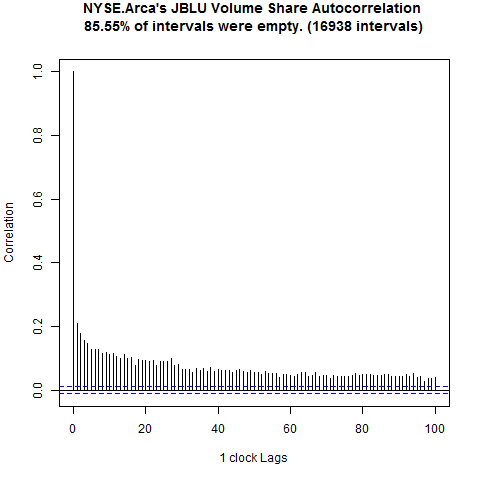 NYSE.Arca's JBLU Volume Share Autocorrelation
85.55% of intervals were empty. (16938 intervals)
Correlation
1.0
0.8
0.6
0.4
0.2
0.0
0 20 40 60 80 100
1 clock Lags